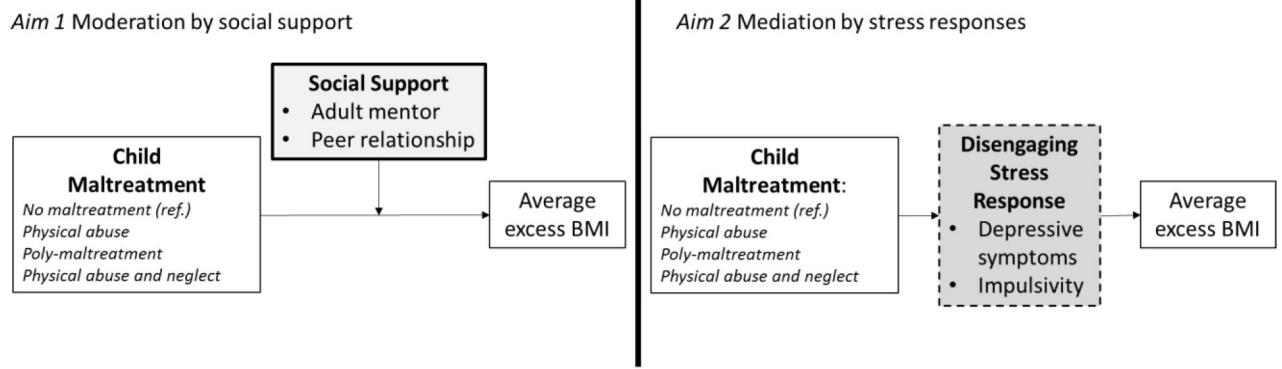 Aim 1 Moderation by social support
Social Support
• Adult mentor
• Peer relationship
Child
Maltreatment
No maltreatment (ref.)
Physical abuse
Poly-maltreatment
Physical abuse and neglect
Average
excess BMI
Aim 2 Mediation by stress responses
Child
Maltreatment:
No maltreatment (ref.)
Physical abuse
Poly-maltreatment
Physical abuse and neglect
Disengaging
Stress
Response
• Depressive
symptoms
• Impulsivity
Average
excess BMI